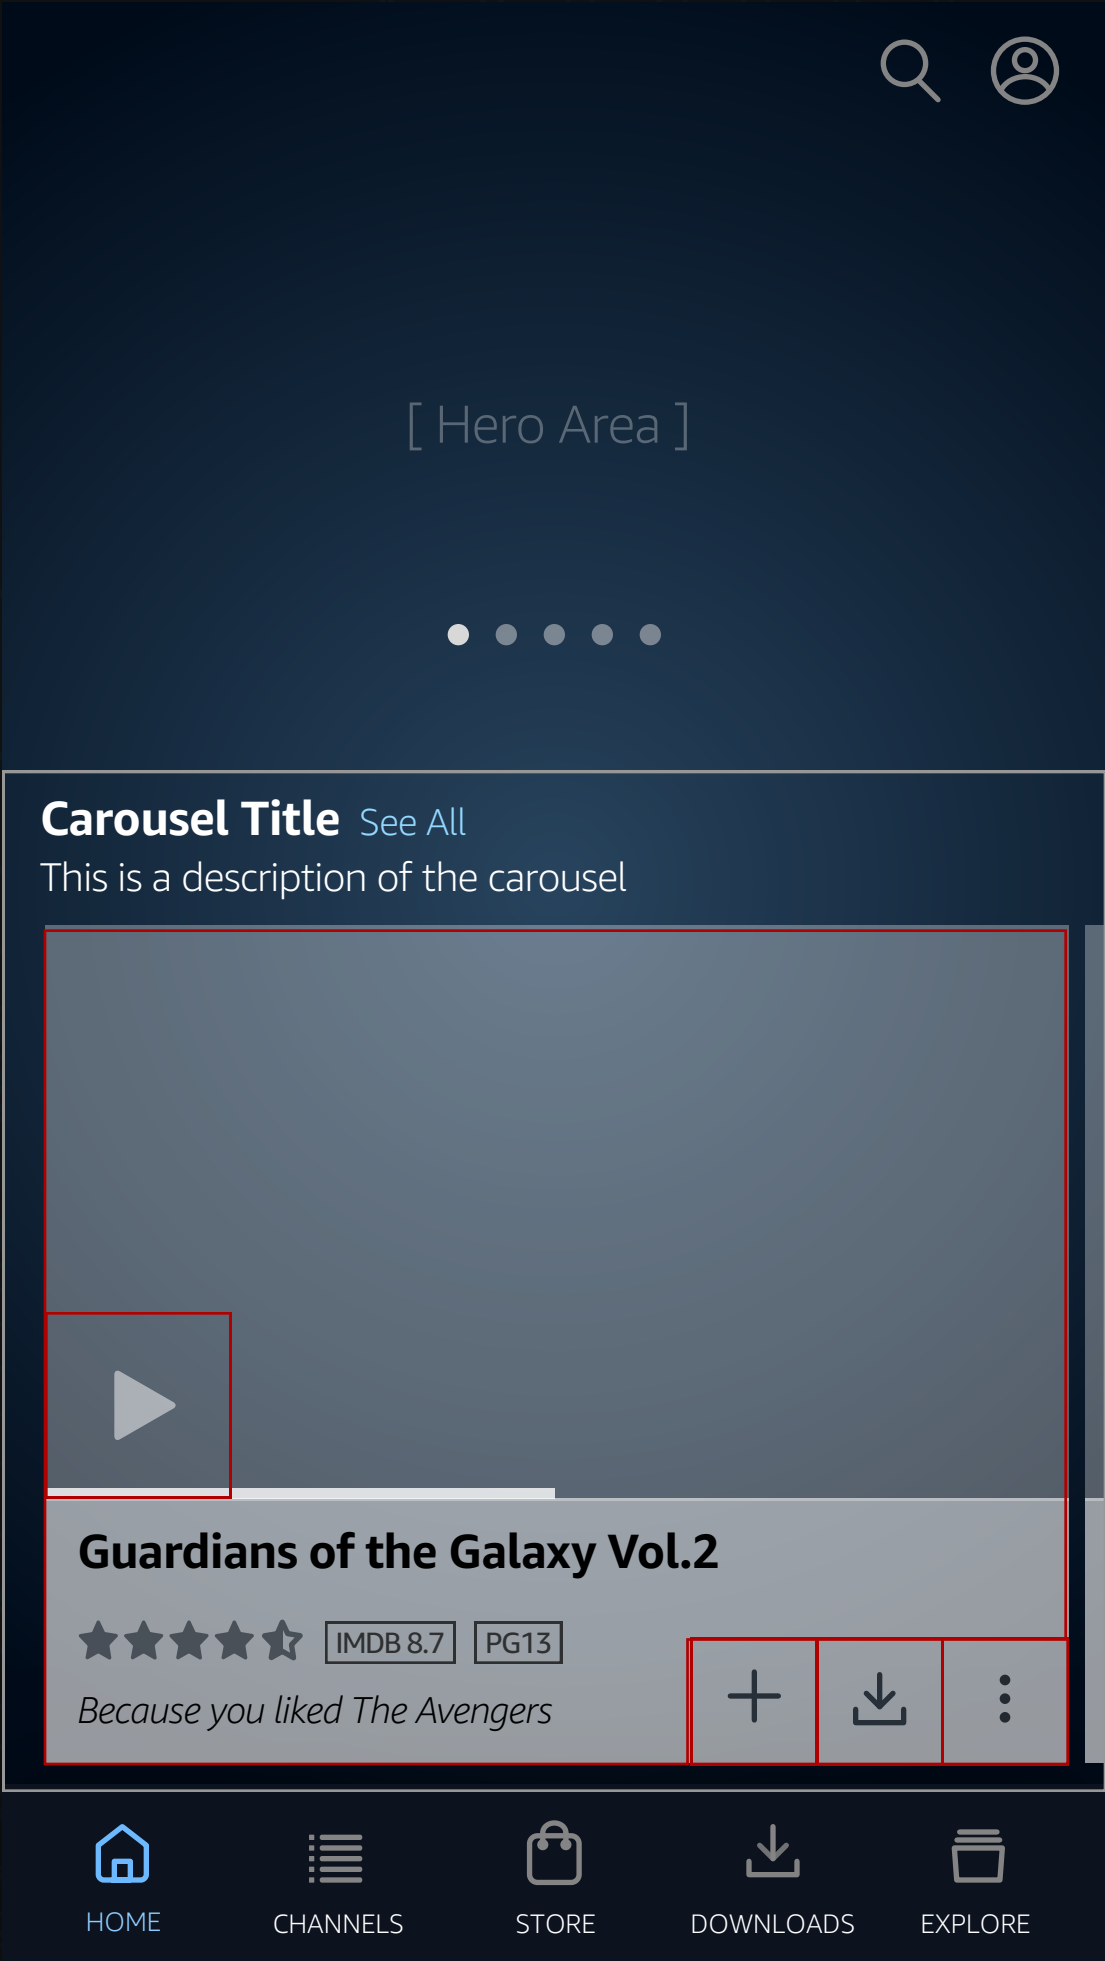 [ Hero Area ]
Carousel Title See All
This is a description of the carousel
Guardians of the Galaxy Vol.2
IMDB 8.7 PG13
Because you liked The Avengers
HOME CHANNELS STORE DOWNLOADS EXPLORE